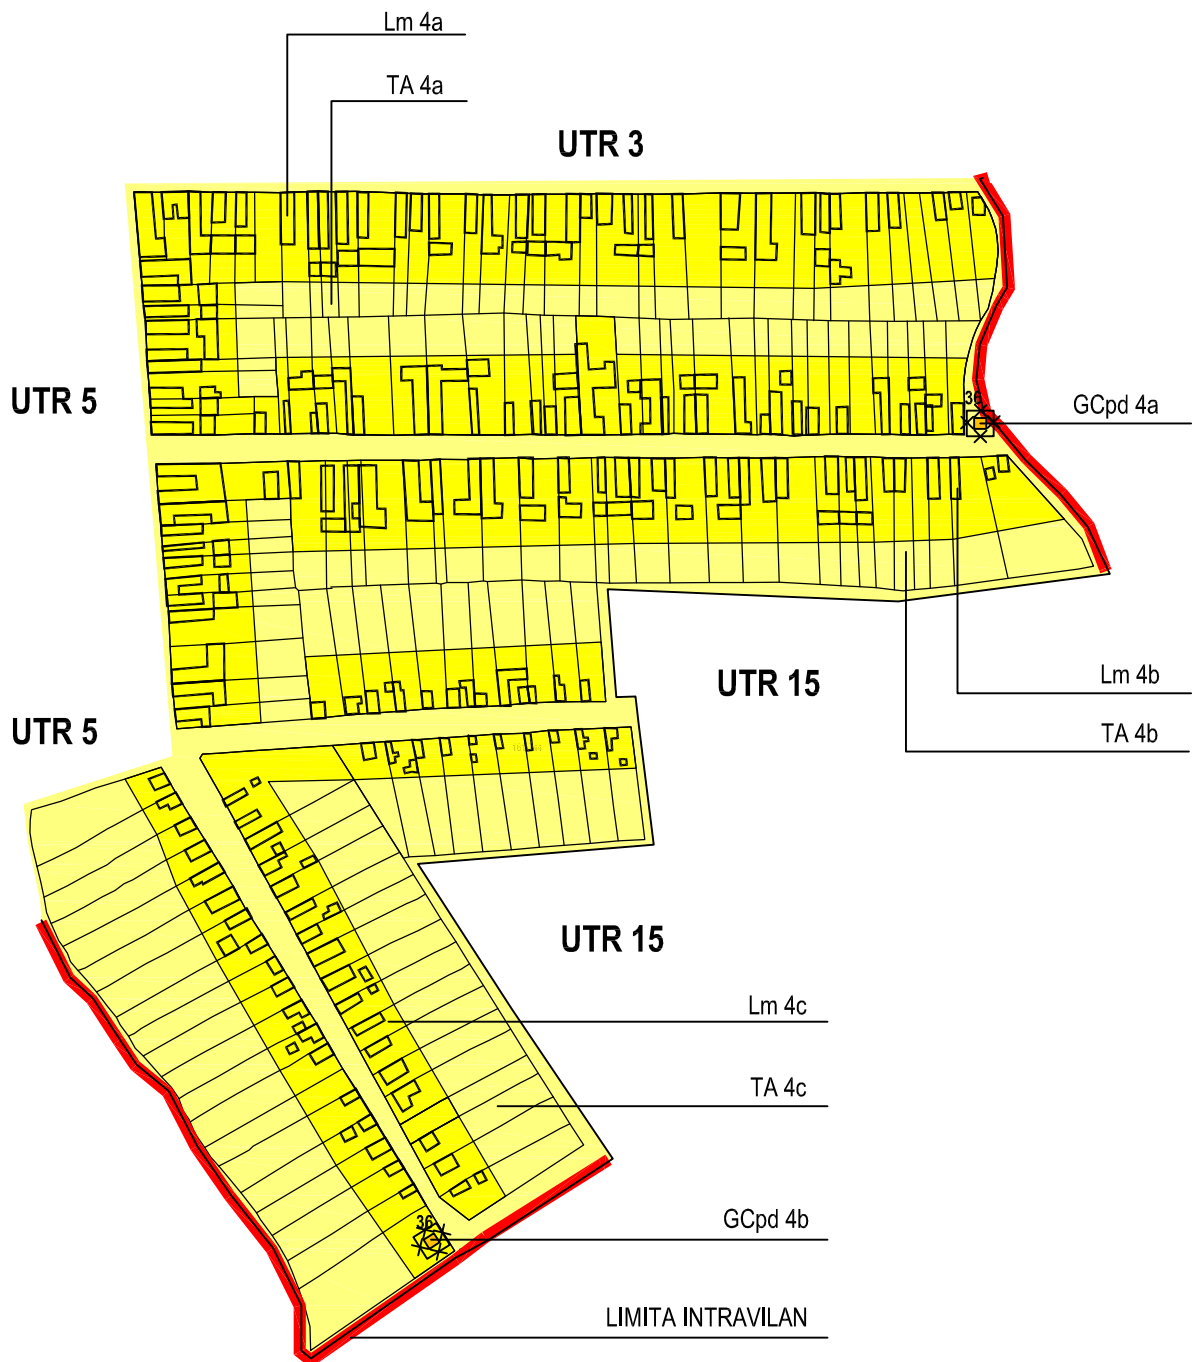 Lm 4a
TA 4a
UTR 3
UTR 5
36
GCpd 4a
UTR 15
Lm 4b
UTR 5
TA 4b
UTR 15
Lm 4c
TA 4c
36
GCpd 4b
LIMITA INTRAVILAN